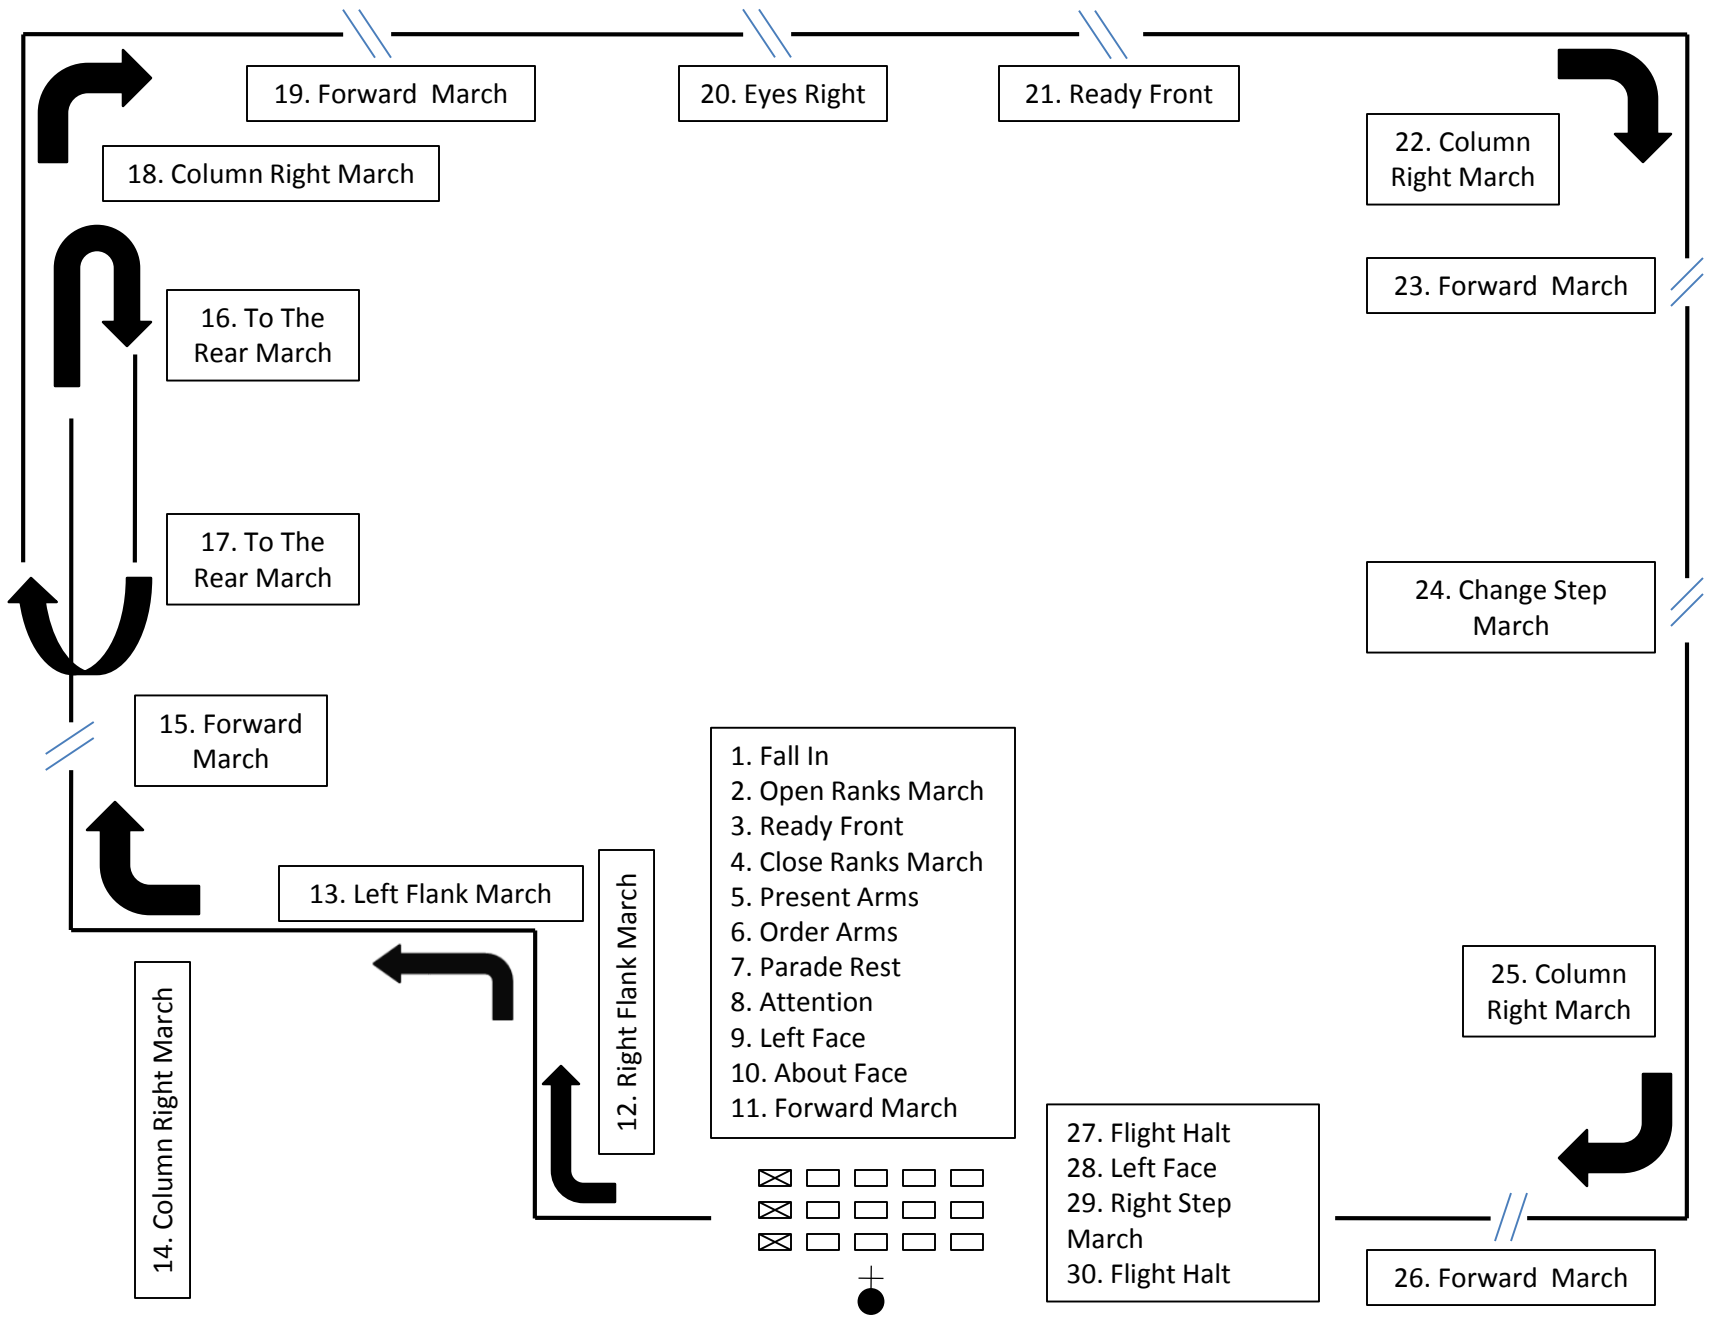 19. Forward  March
20. Eyes Right
21. Ready Front
22. Column
Right March
18. Column Right March
23. Forward  March
16. To The
Rear March
17. To The
Rear March
24. Change Step
March
15. Forward
March
1. Fall In
2. Open Ranks March
3. Ready Front
4. Close Ranks March
5. Present Arms
6. Order Arms
7. Parade Rest
8. Attention
9. Left Face
10. About Face
11. Forward March
13. Left Flank March
12. Right Flank March
14. Column Right March
25. Column
Right March
27. Flight Halt
28. Left Face
29. Right Step
March
30. Flight Halt
26. Forward  March